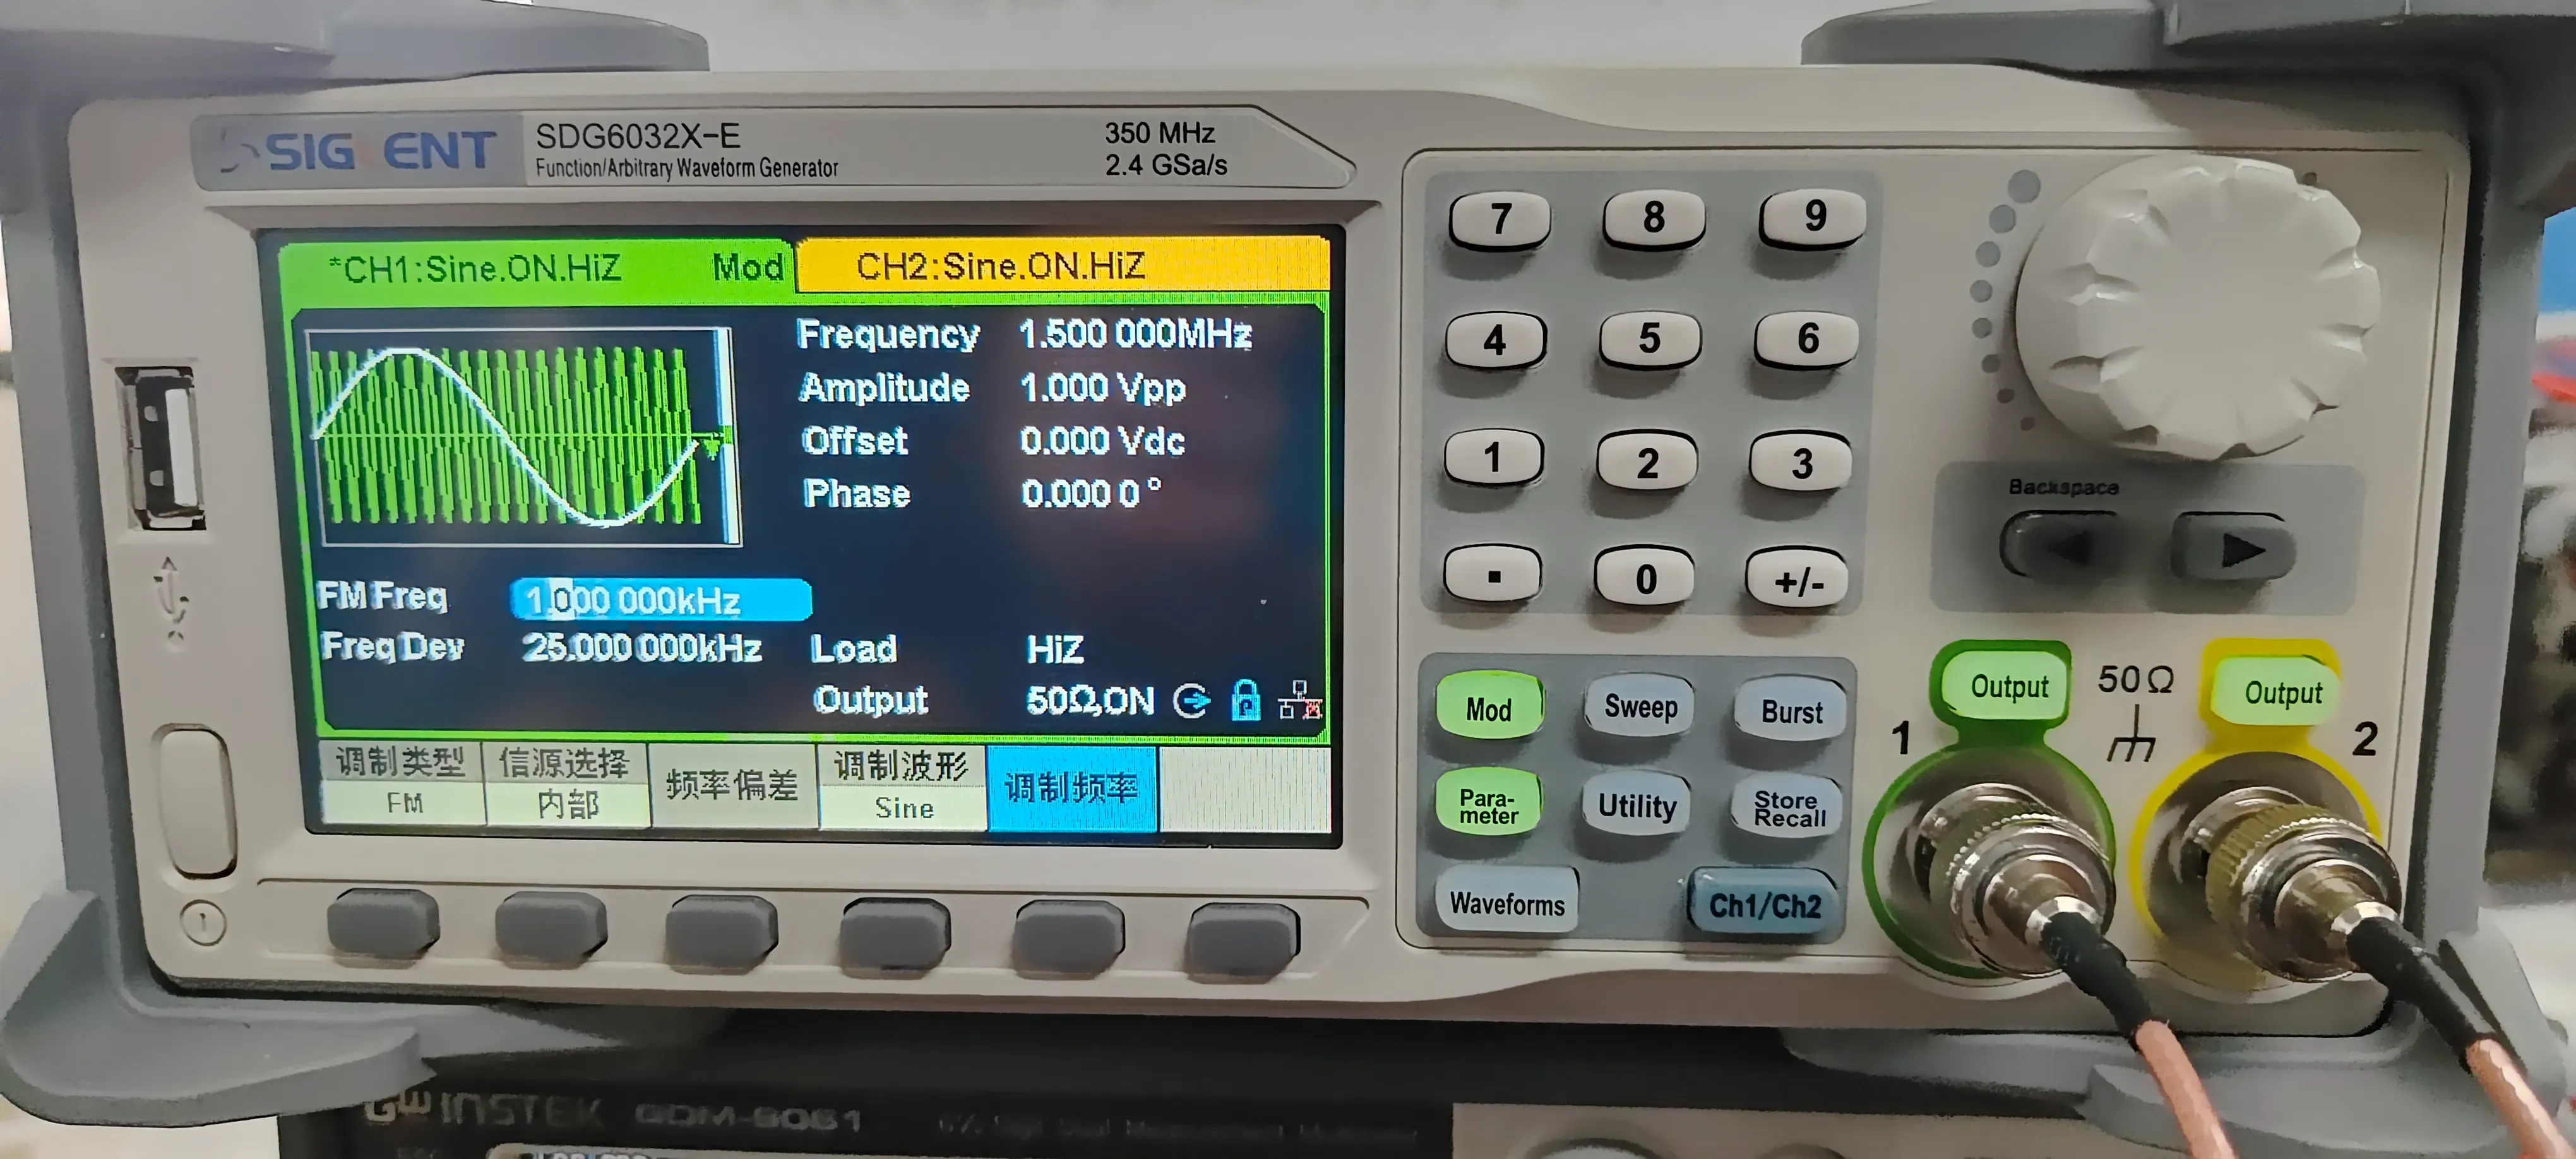 SIGLENT
SDG6032X-E
Function/Arbitrary Waveform Generator
350 MHz
2.4 GSa/s
*CH1:Sine.ON.HiZ
Mod
CH2:Sine.ON.HiZ
Frequency 1.500 000MHz
Amplitude 1.000 Vpp
Offset 0.000 Vdc
Phase 0.000 0 °
FM Freq 1.000 000kHz
Freq Dev 25.000 000kHz
Load HiZ
Output 50Ω,ON
调制类型
FM
信源选择
内部
频率偏差
调制波形
Sine
调制频率
7 8 9
4 5 6
1 2 3
. 0 +/-
Backspace
Mod Sweep Burst
Para-
meter
Utility
Store
Recall
Waveforms
Ch1/Ch2
Output
50Ω
Output
1
2
GW INSTEK GDM-9061